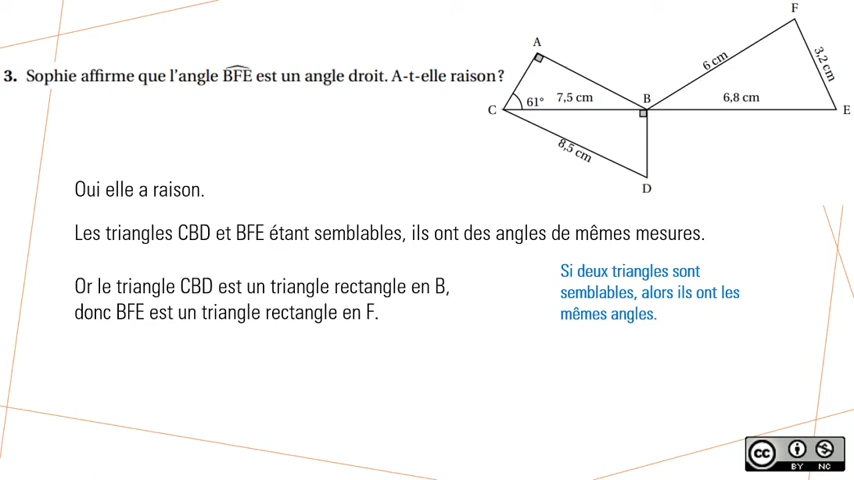 F
A
6 cm
3,2 cm
3. Sophie affirme que l'angle BFE est un angle droit. A-t-elle raison?
61°
7,5 cm
B
6,8 cm
C
E
8,5 cm
D
Oui elle a raison.
Les triangles CBD et BFE étant semblables, ils ont des angles de mêmes mesures.
Or le triangle CBD est un triangle rectangle en B,
donc BFE est un triangle rectangle en F.
Si deux triangles sont
semblables, alors ils ont les
mêmes angles.
cc
BY NC